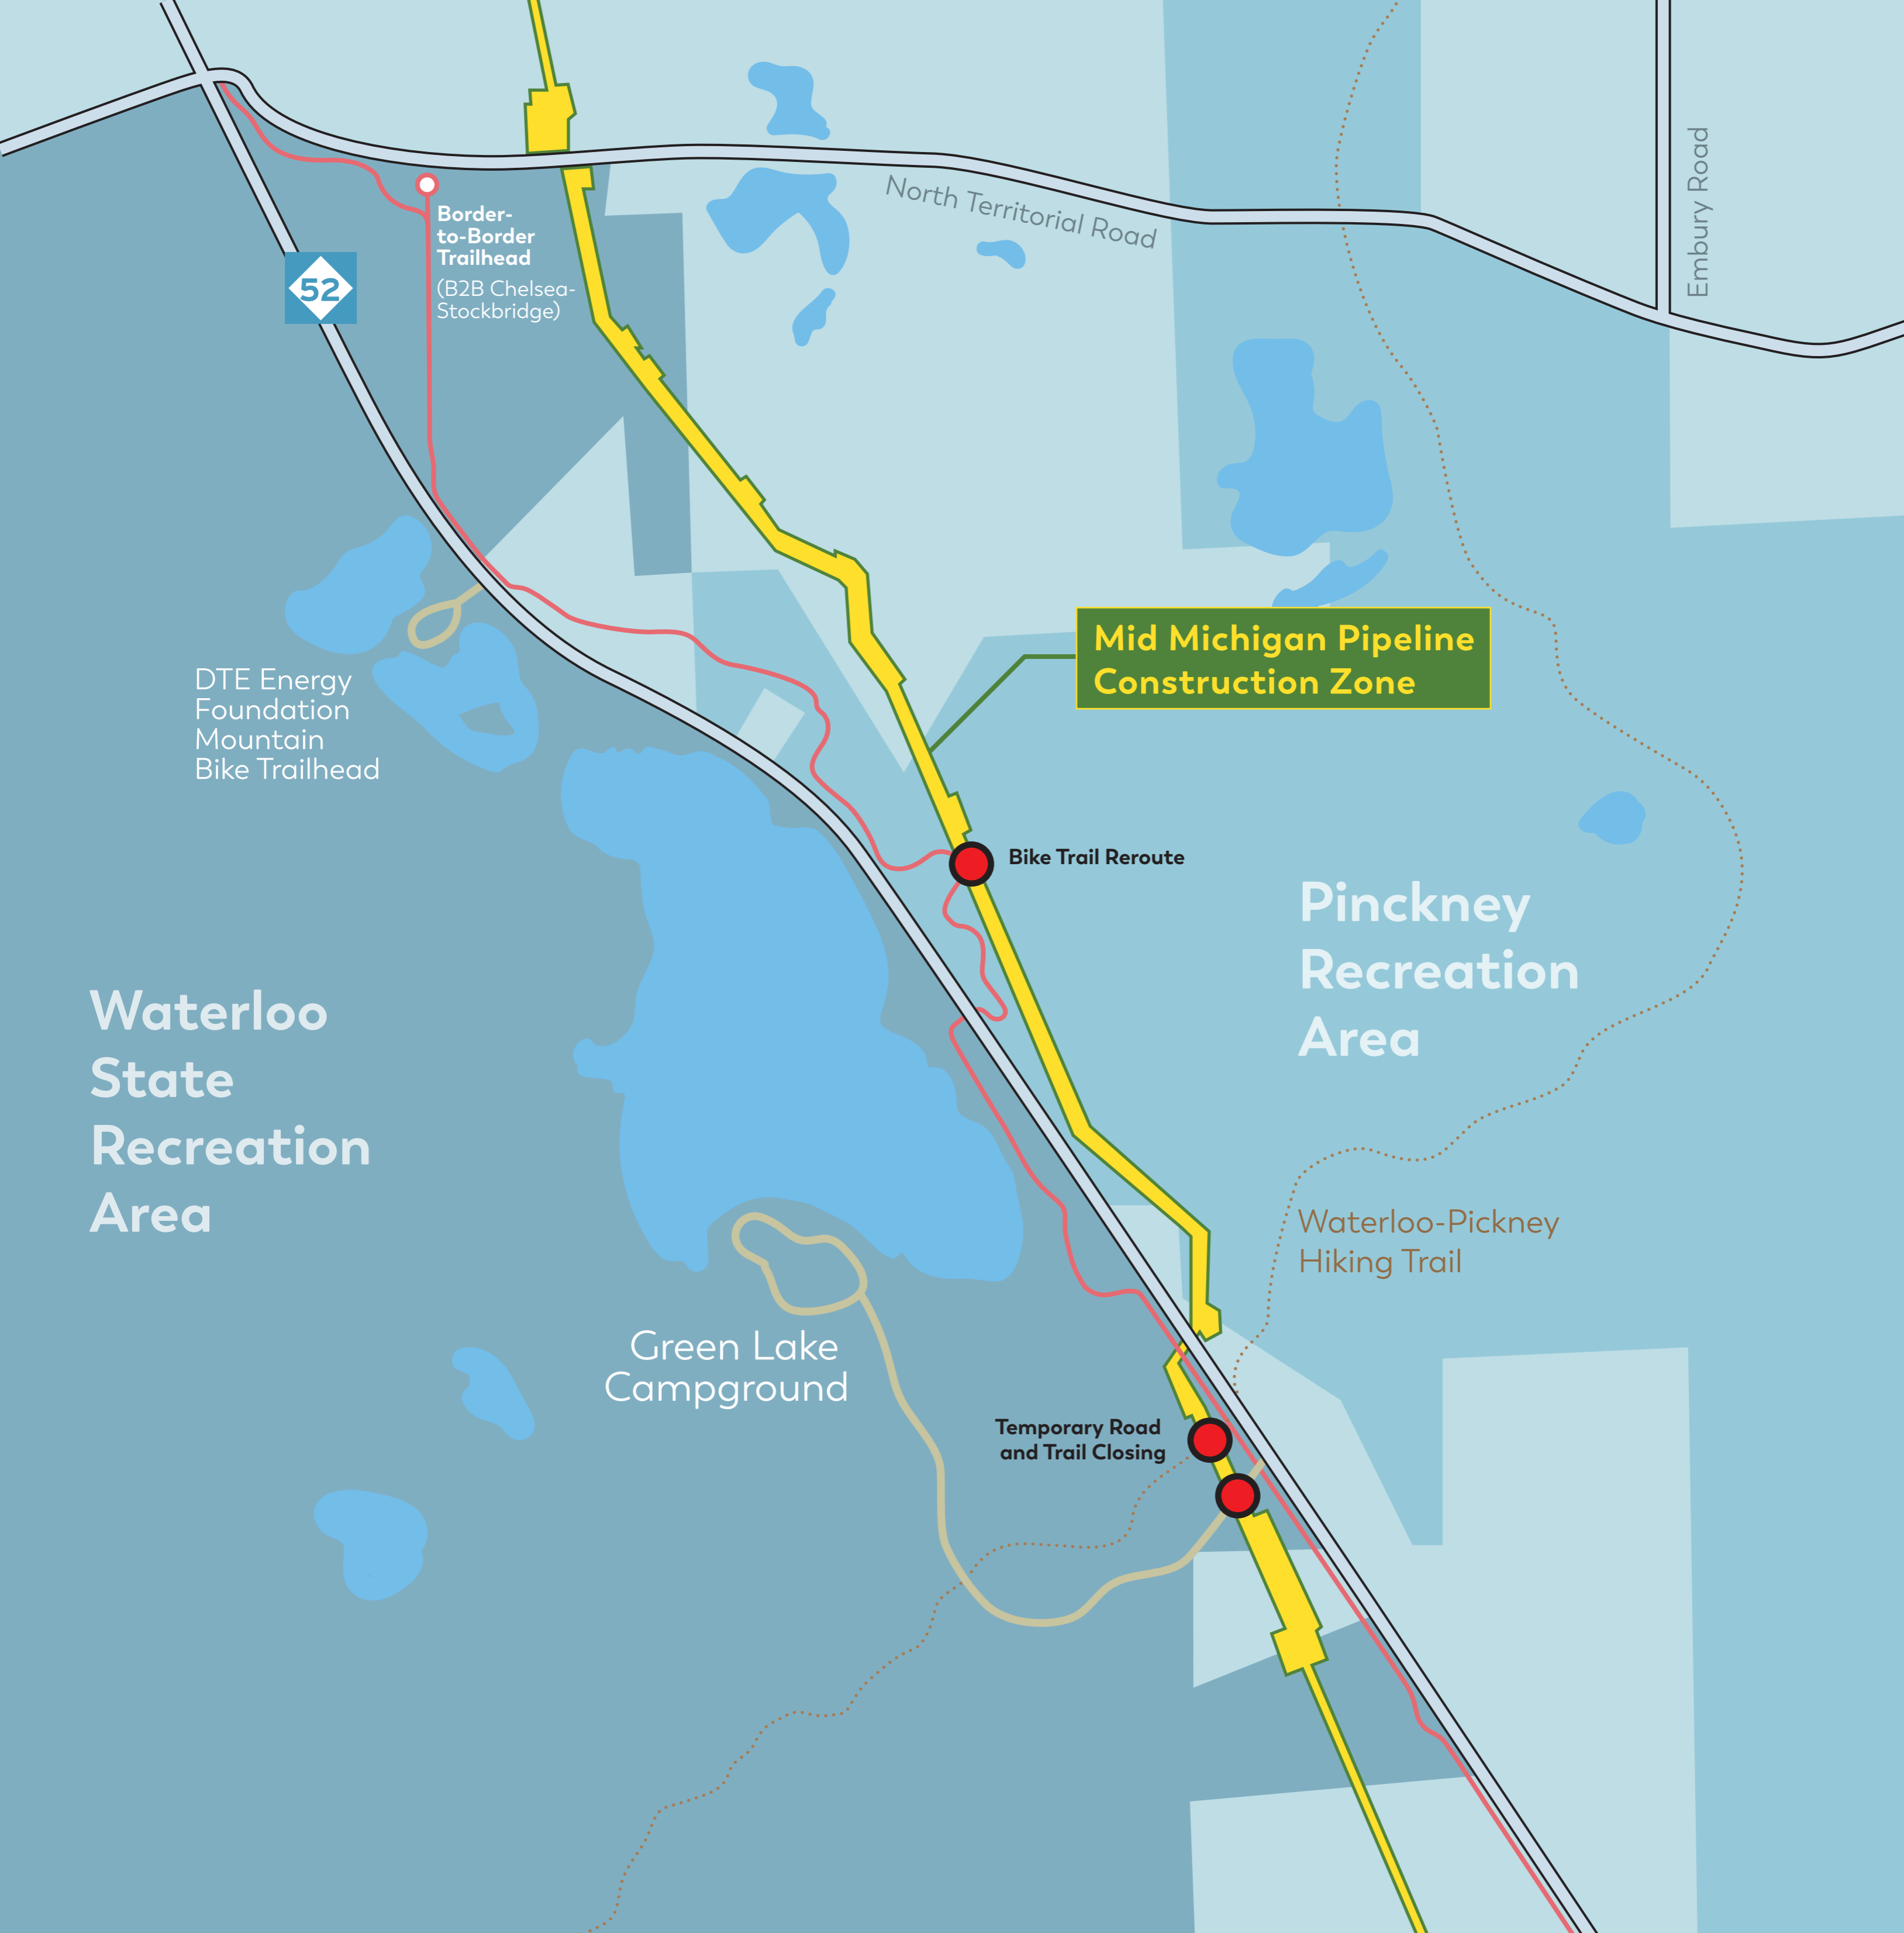 North Territorial Road
Embury Road
Border-
to-Border
Trailhead
(B2B Chelsea-
Stockbridge)
52
Mid Michigan Pipeline
Construction Zone
DTE Energy
Foundation
Mountain
Bike Trailhead
Bike Trail Reroute
Pinckney
Recreation
Area
Waterloo
State
Recreation
Area
Waterloo-Pickney
Hiking Trail
Green Lake
Campground
Temporary Road
and Trail Closing